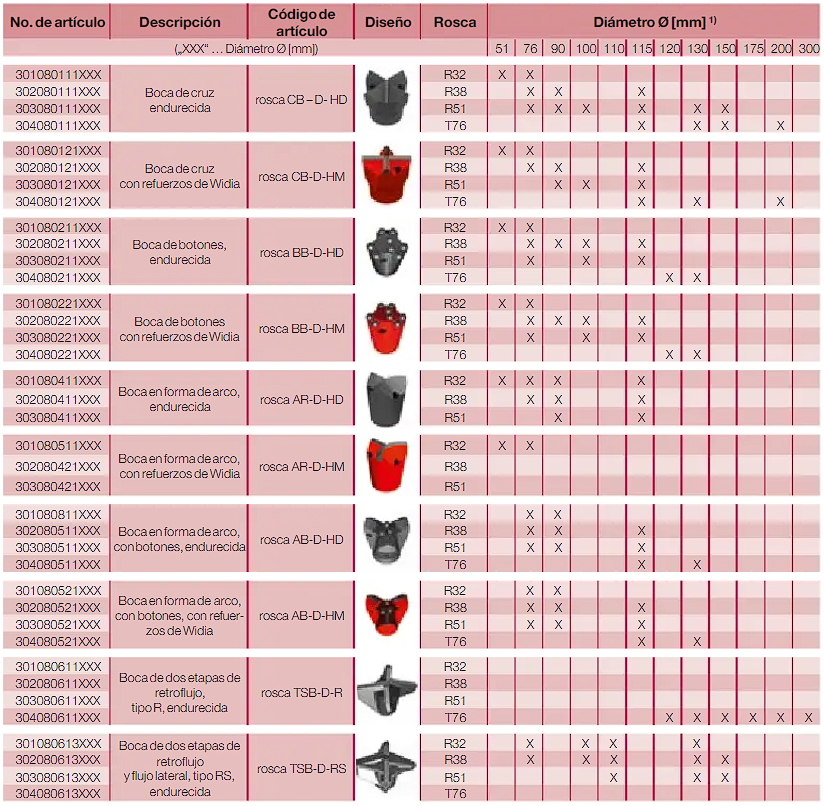 No. de artículo Descripción Código de artículo Diseño Rosca Diámetro Ø [mm] 1)
(„XXX“ … Diámetro Ø [mm]) 51 76 90 100 110 115 120 130 150 175 200 300
301080111XXX R32 X X
302080111XXX Boca de cruz R38 X X X
303080111XXX endurecida rosca CB – D- HD R51 X X X X X X
304080111XXX T76 X X X X
301080121XXX R32 X X
302080121XXX Boca de cruz R38 X X X
303080121XXX con refuerzos de Widia rosca CB-D-HM R51 X X X
304080121XXX T76 X X X
301080211XXX R32 X X
302080211XXX Boca de botones, R38 X X X X
303080211XXX endurecida rosca BB-D-HD R51 X X X
304080211XXX T76 X X
301080221XXX R32 X X
302080221XXX Boca de botones R38 X X X X
303080221XXX con refuerzos de Widia rosca BB-D-HM R51 X X X
304080221XXX T76 X X
301080411XXX R32 X X X X
302080411XXX Boca en forma de arco, endurecida rosca AR-D-HD R38 X X X
303080411XXX R51 X X
301080511XXX R32 X X
302080421XXX Boca en forma de arco, con refuerzos de Widia rosca AR-D-HM R38
303080421XXX R51
301080811XXX R32 X X
302080511XXX Boca en forma de arco, R38 X X X
303080511XXX con botones, endurecida rosca AB-D-HD R51 X X X
304080511XXX T76 X X
301080521XXX R32 X X
302080521XXX Boca en forma de arco, R38 X X X
303080521XXX con botones, con refuer- rosca AB-D-HM R51 X X X
304080521XXX zos de Widia T76 X X
301080611XXX R32
302080611XXX Boca de dos etapas de R38
303080611XXX retroflujo, rosca TSB-D-R R51
304080611XXX tipo R, endurecida T76 X X X X X X
301080613XXX Boca de dos etapas de R32 X X X X
302080613XXX retroflujo R38 X X X X X
303080613XXX y flujo lateral, tipo RS, rosca TSB-D-RS R51 X X X
304080613XXX endurecida T76